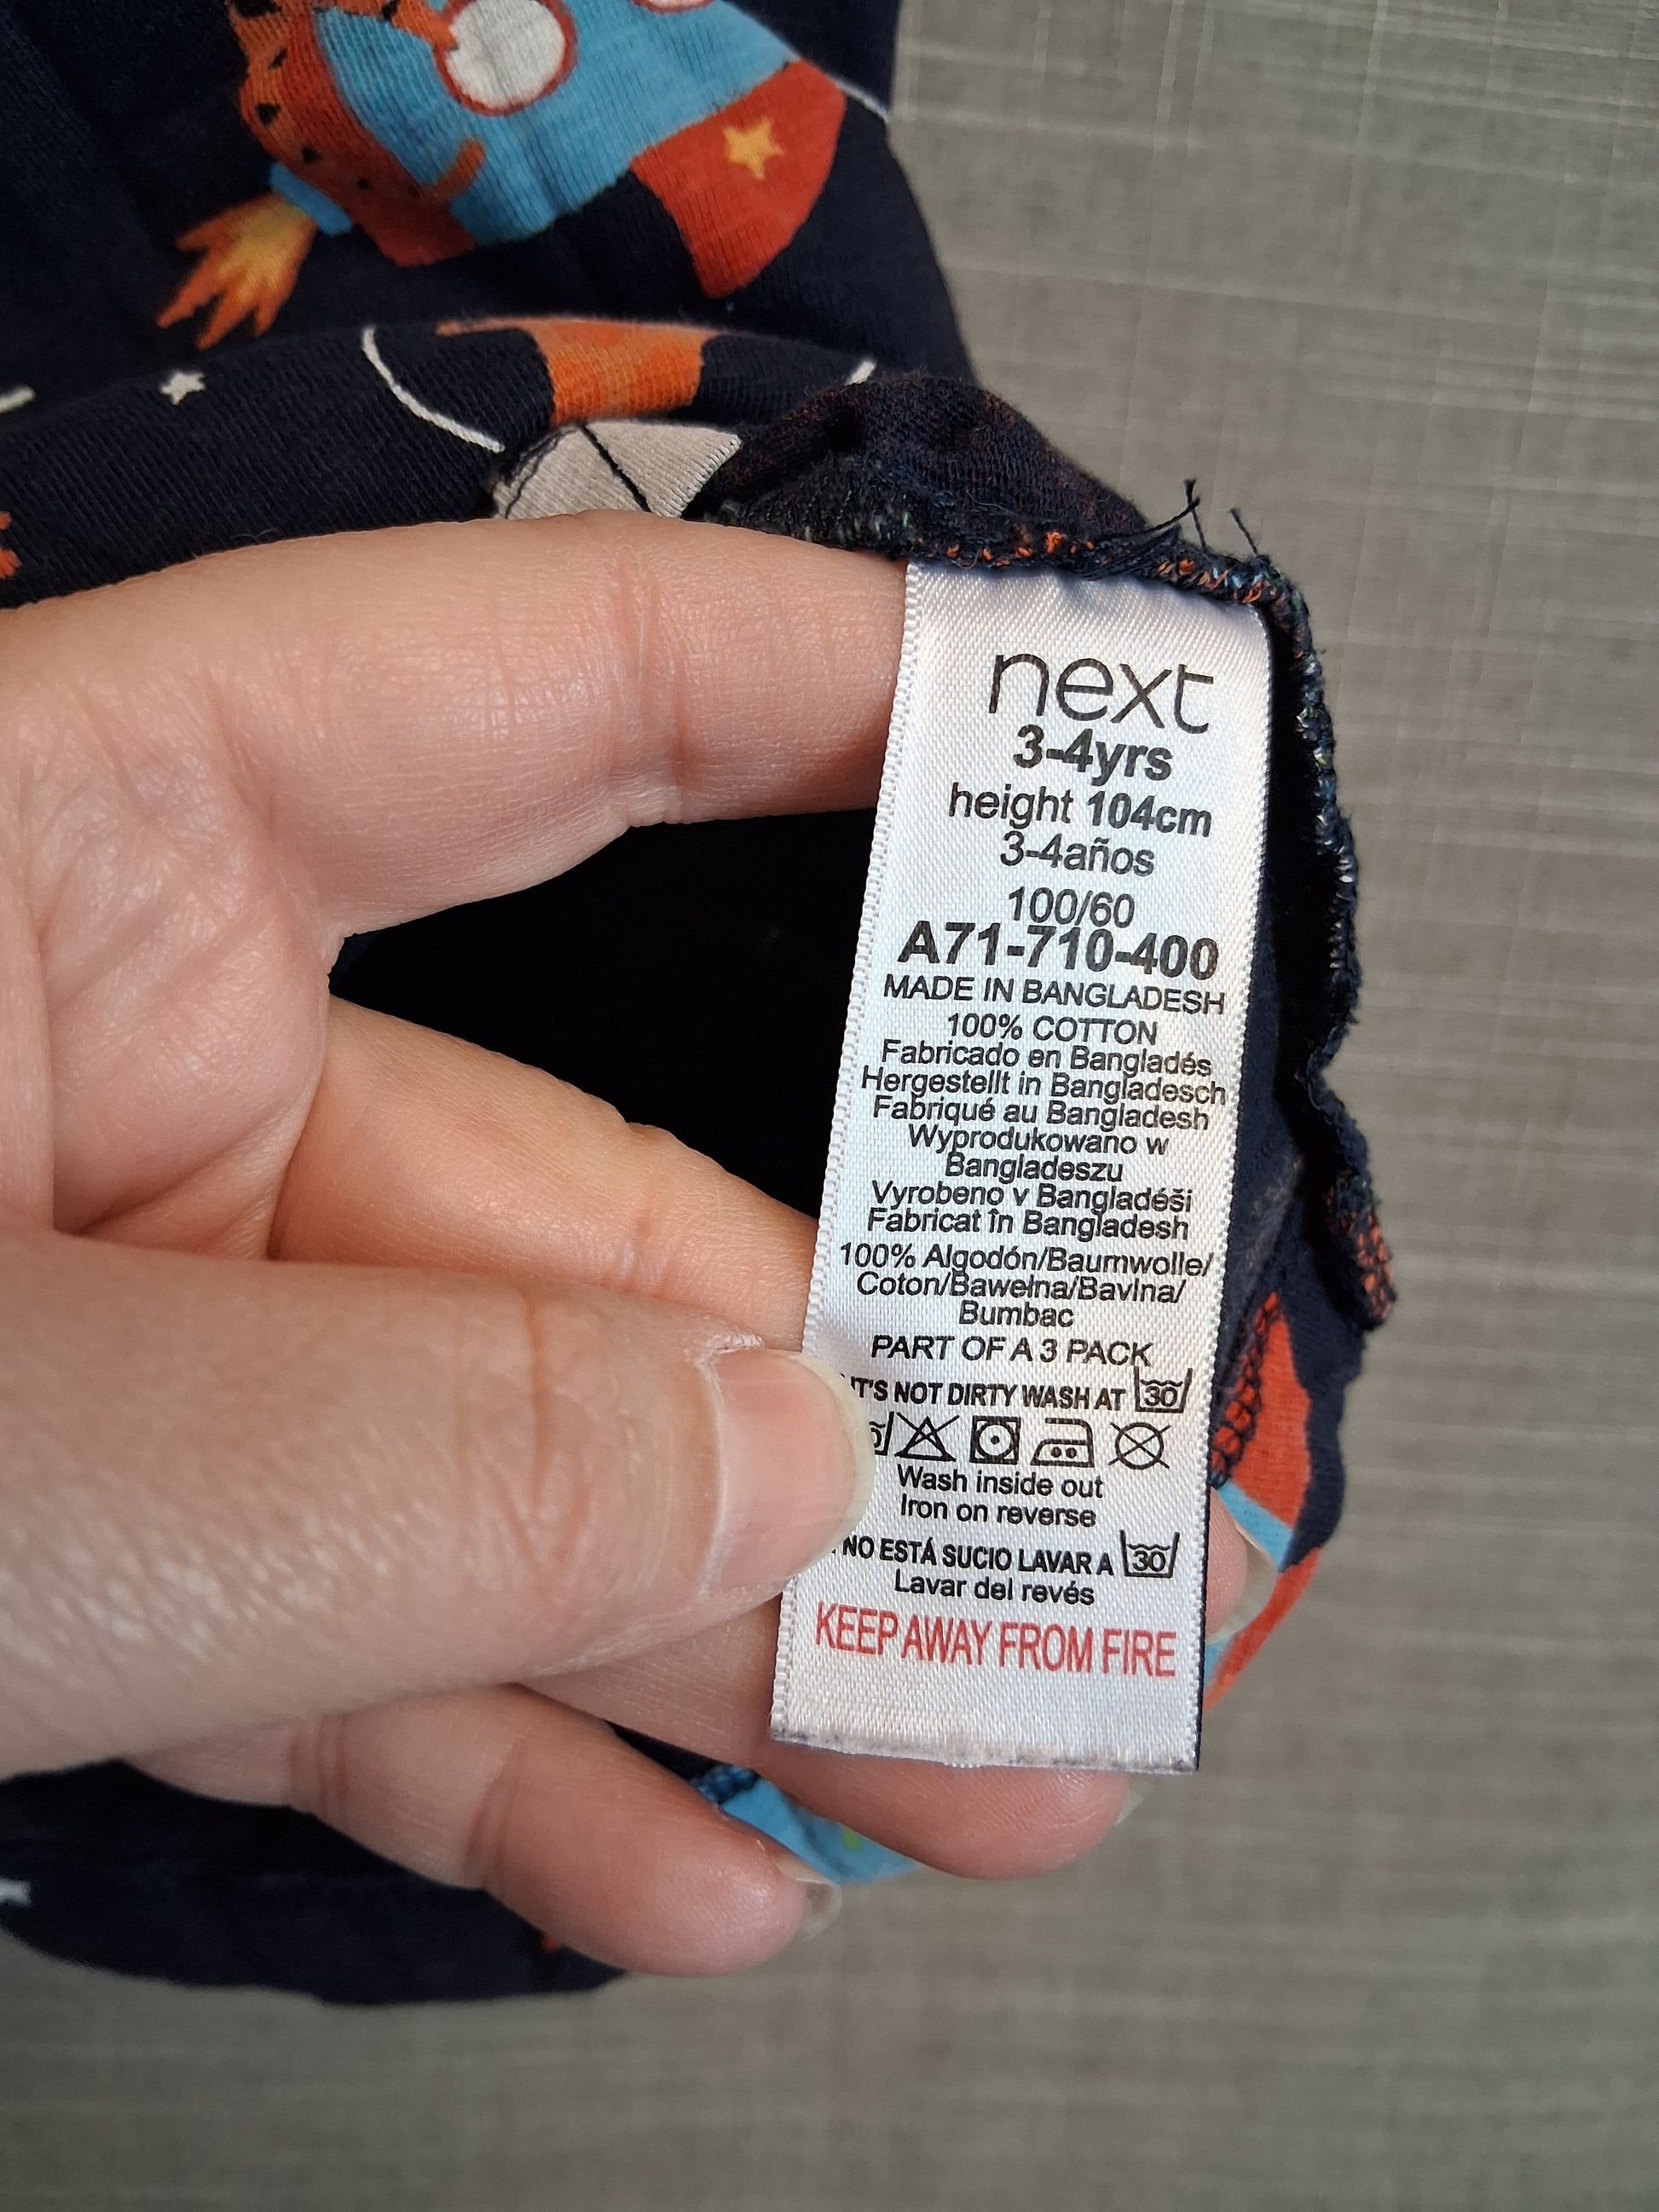 next
3-4yrs
height 104cm
3-4años
100/60
A71-710-400
MADE IN BANGLADESH
100% COTTON
Fabricado en Bangladés
Hergestellt in Bangladesch
Fabriqué au Bangladesh
Wyprodukowano w
Bangladeszu
Vyrobeno v Bangladéši
Fabricat în Bangladesh
100% Algodón/Baumwolle/
Coton/Bawełna/Bavlna/
Bumbac
PART OF A 3 PACK
IT'S NOT DIRTY WASH AT 30
Wash inside out
Iron on reverse
NO ESTÁ SUCIO LAVAR A 30
Lavar del revés
KEEP AWAY FROM FIRE